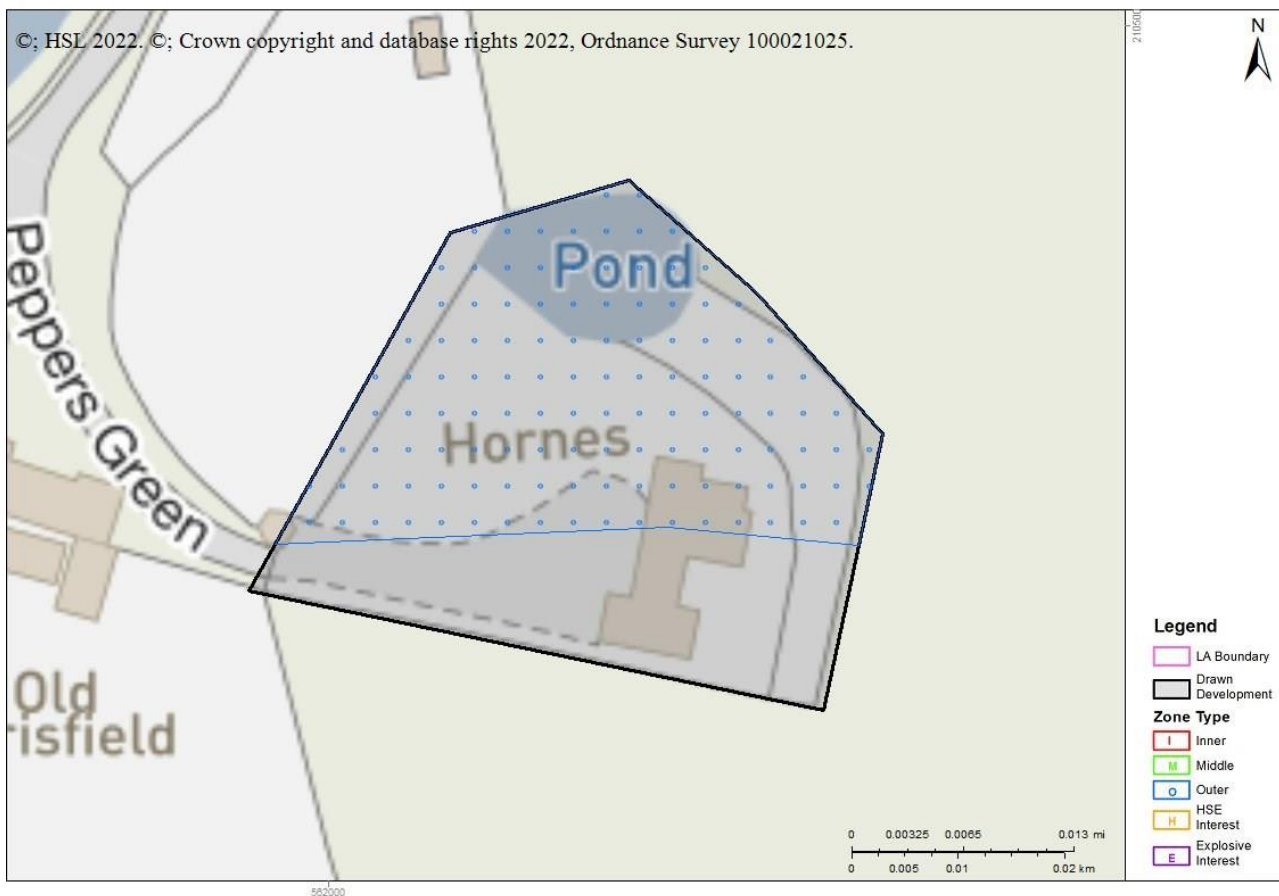 ©; HSL 2022. ©; Crown copyright and database rights 2022, Ordnance Survey 100021025.
210500
N
Pond
Peppers Green
Hornes
Old
risfield
0 0.00325 0.0065 0.013 mi
0 0.005 0.01 0.02 km
562000
Legend
LA Boundary
Drawn
Development
Zone Type
I Inner
M Middle
O Outer
H HSE
Interest
E Explosive
Interest